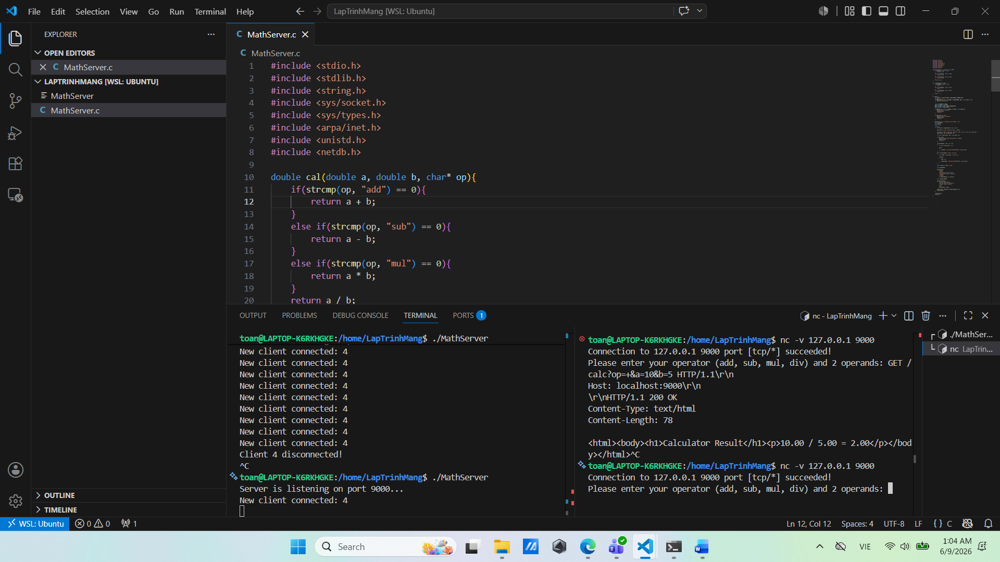 File Edit Selection View Go Run Terminal Help
LapTrinhMang [WSL: Ubuntu]
EXPLORER
OPEN EDITORS
C MathServer.c
LAPTRINHMANG [WSL: UBUNTU]
MathServer
C MathServer.c
OUTLINE
TIMELINE
C MathServer.c
C MathServer.c
1 #include <stdio.h>
2 #include <stdlib.h>
3 #include <string.h>
4 #include <sys/socket.h>
5 #include <sys/types.h>
6 #include <arpa/inet.h>
7 #include <unistd.h>
8 #include <netdb.h>
9
10 double cal(double a, double b, char* op){
11 if(strcmp(op, "add") == 0){
12 return a + b;
13 }
14 else if(strcmp(op, "sub") == 0){
15 return a - b;
16 }
17 else if(strcmp(op, "mul") == 0){
18 return a * b;
19 }
20 return a / b;
OUTPUT PROBLEMS DEBUG CONSOLE TERMINAL PORTS 1
nc - LapTrinhMang
toan@LAPTOP-K6RKHGKE:/home/LapTrinhMang$ ./MathServer
New client connected: 4
New client connected: 4
New client connected: 4
New client connected: 4
New client connected: 4
New client connected: 4
New client connected: 4
New client connected: 4
New client connected: 4
Client 4 disconnected!
^C
toan@LAPTOP-K6RKHGKE:/home/LapTrinhMang$ ./MathServer
Server is listening on port 9000...
New client connected: 4
toan@LAPTOP-K6RKHGKE:/home/LapTrinhMang$ nc -v 127.0.0.1 9000
Connection to 127.0.0.1 9000 port [tcp/*] succeeded!
Please enter your operator (add, sub, mul, div) and 2 operands: GET /
calc?op=+&a=10&b=5 HTTP/1.1\r\n
Host: localhost:9000\r\n
\r\nHTTP/1.1 200 OK
Content-Type: text/html
Content-Length: 78

<html><body><h1>Calculator Result</h1><p>10.00 / 5.00 = 2.00</p></bod
y></html>^C
toan@LAPTOP-K6RKHGKE:/home/LapTrinhMang$ nc -v 127.0.0.1 9000
Connection to 127.0.0.1 9000 port [tcp/*] succeeded!
Please enter your operator (add, sub, mul, div) and 2 operands:
./MathSer...
nc LapTrin...
WSL: Ubuntu 0 0 1
Ln 12, Col 12 Spaces: 4 UTF-8 LF {} C
Search
VIE
1:04 AM
6/9/2026